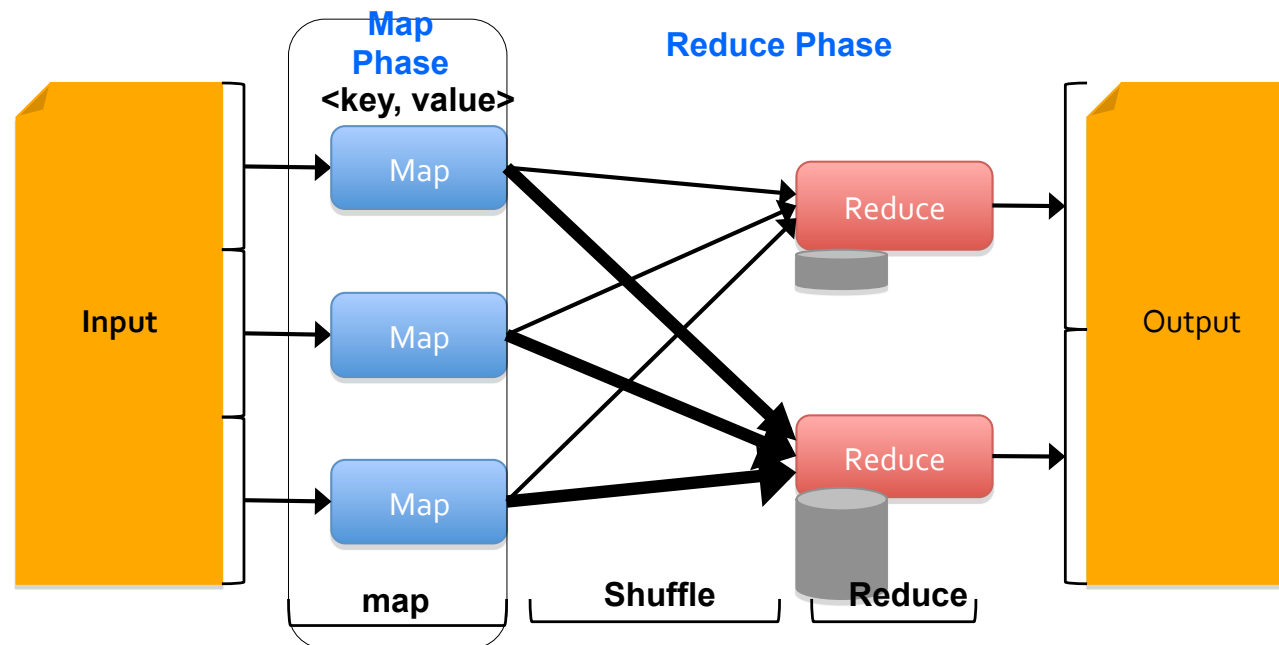 Map
Phase
Reduce Phase
<key, value>
Map
Reduce
Input
Map
Output
Reduce
Map
map
Shuffle
Reduce